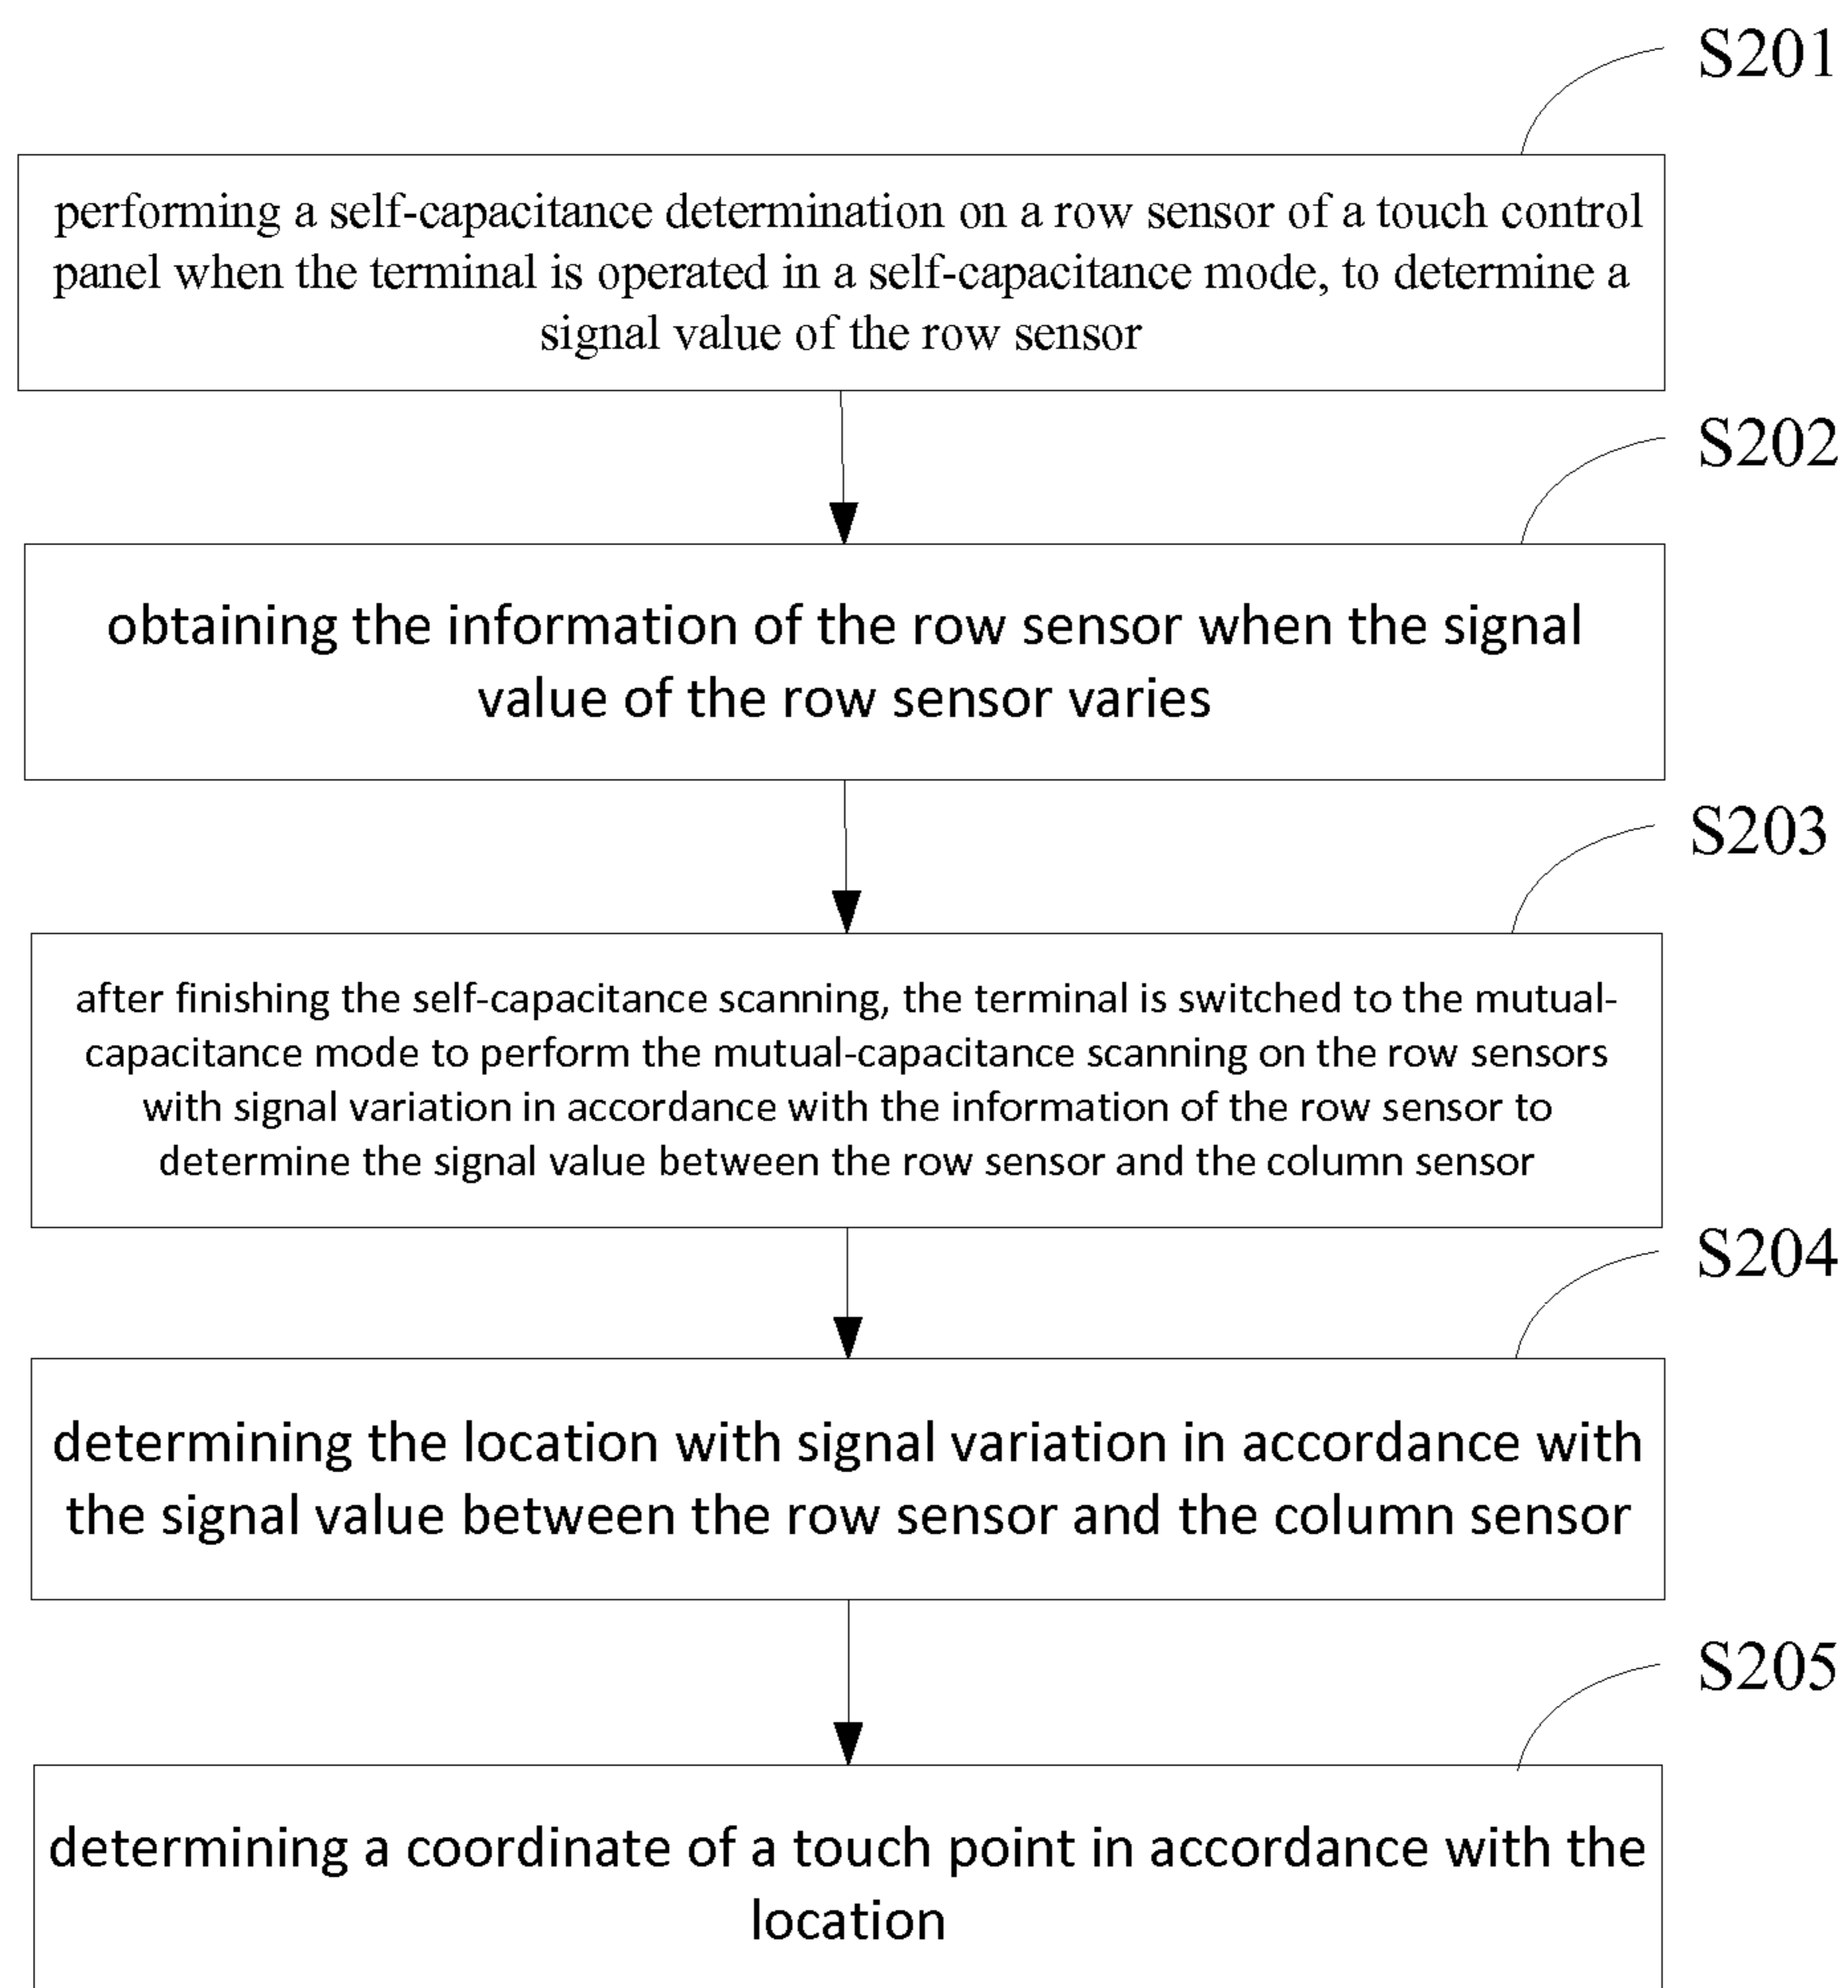 S201
performing a self-capacitance determination on a row sensor of a touch control
panel when the terminal is operated in a self-capacitance mode, to determine a
signal value of the row sensor
S202
obtaining the information of the row sensor when the signal
value of the row sensor varies
S203
after finishing the self-capacitance scanning, the terminal is switched to the mutual-
capacitance mode to perform the mutual-capacitance scanning on the row sensors
with signal variation in accordance with the information of the row sensor to
determine the signal value between the row sensor and the column sensor
S204
determining the location with signal variation in accordance with
the signal value between the row sensor and the column sensor
S205
determining a coordinate of a touch point in accordance with the
location